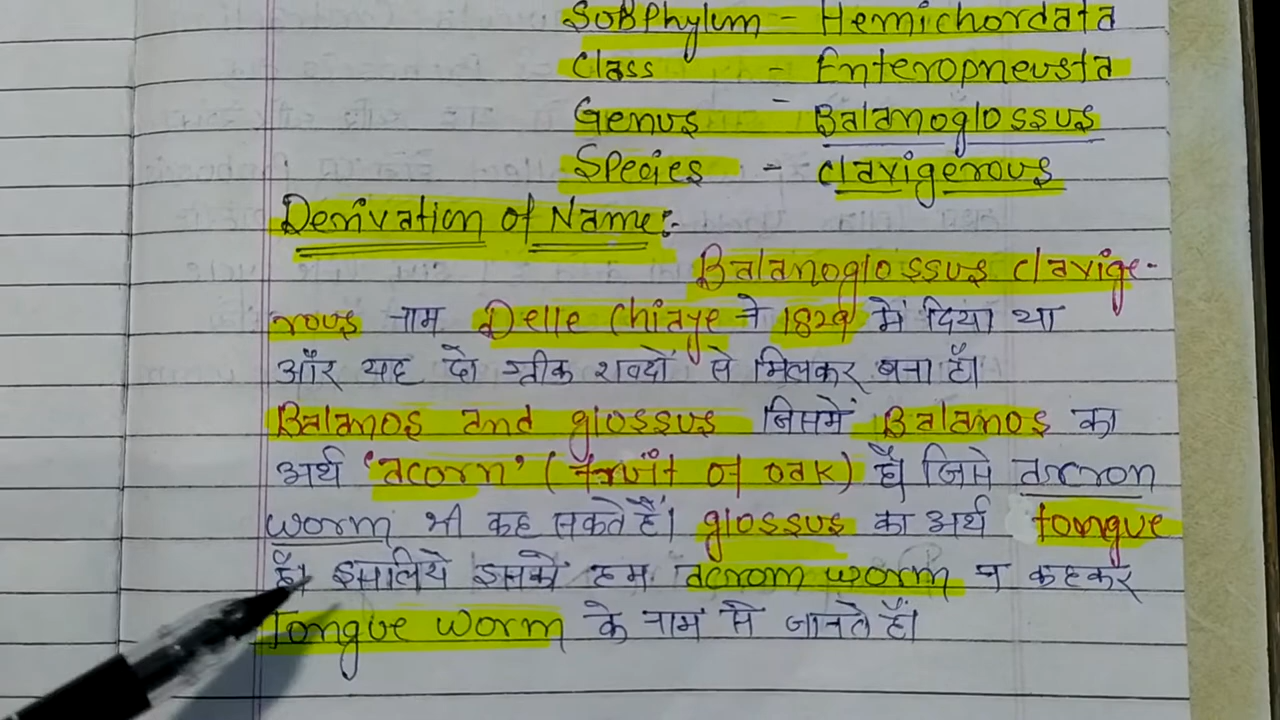 SubPhylum - Hemichordata
Class - Enteropneusta
Genus - Balanoglossus
Species - clavigerous
Derivation of Name:-
Balanoglossus clavige-
rous नाम Delle Chiaye ने 1829 में दिया था
और यह दो ग्रीक शब्दों से मिलकर बना है।
Balanos and glossus जिसमें Balanos का
अर्थ 'acorn' (fruit of oak) है जिसे acron
worm भी कह सकते हैं। glossus का अर्थ tongue
है। इसलिये इसको हम acrom worm न कहकर
Tongue worm के नाम से जानते हैं।